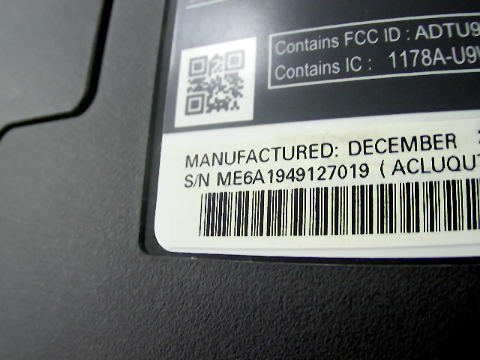 Contains FCC ID : ADTU9
Contains IC : 1178A-U9
MANUFACTURED: DECEMBER
S/N ME6A1949127019 ( ACLUQU